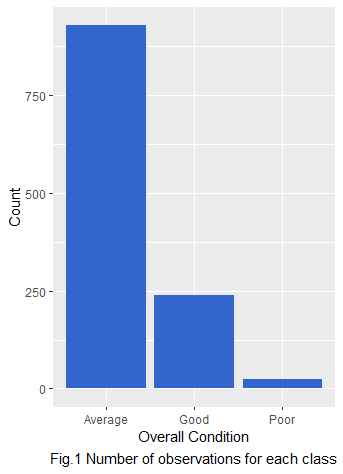 750
500
250
0
Count
Average Good Poor
Overall Condition
Fig.1 Number of observations for each class